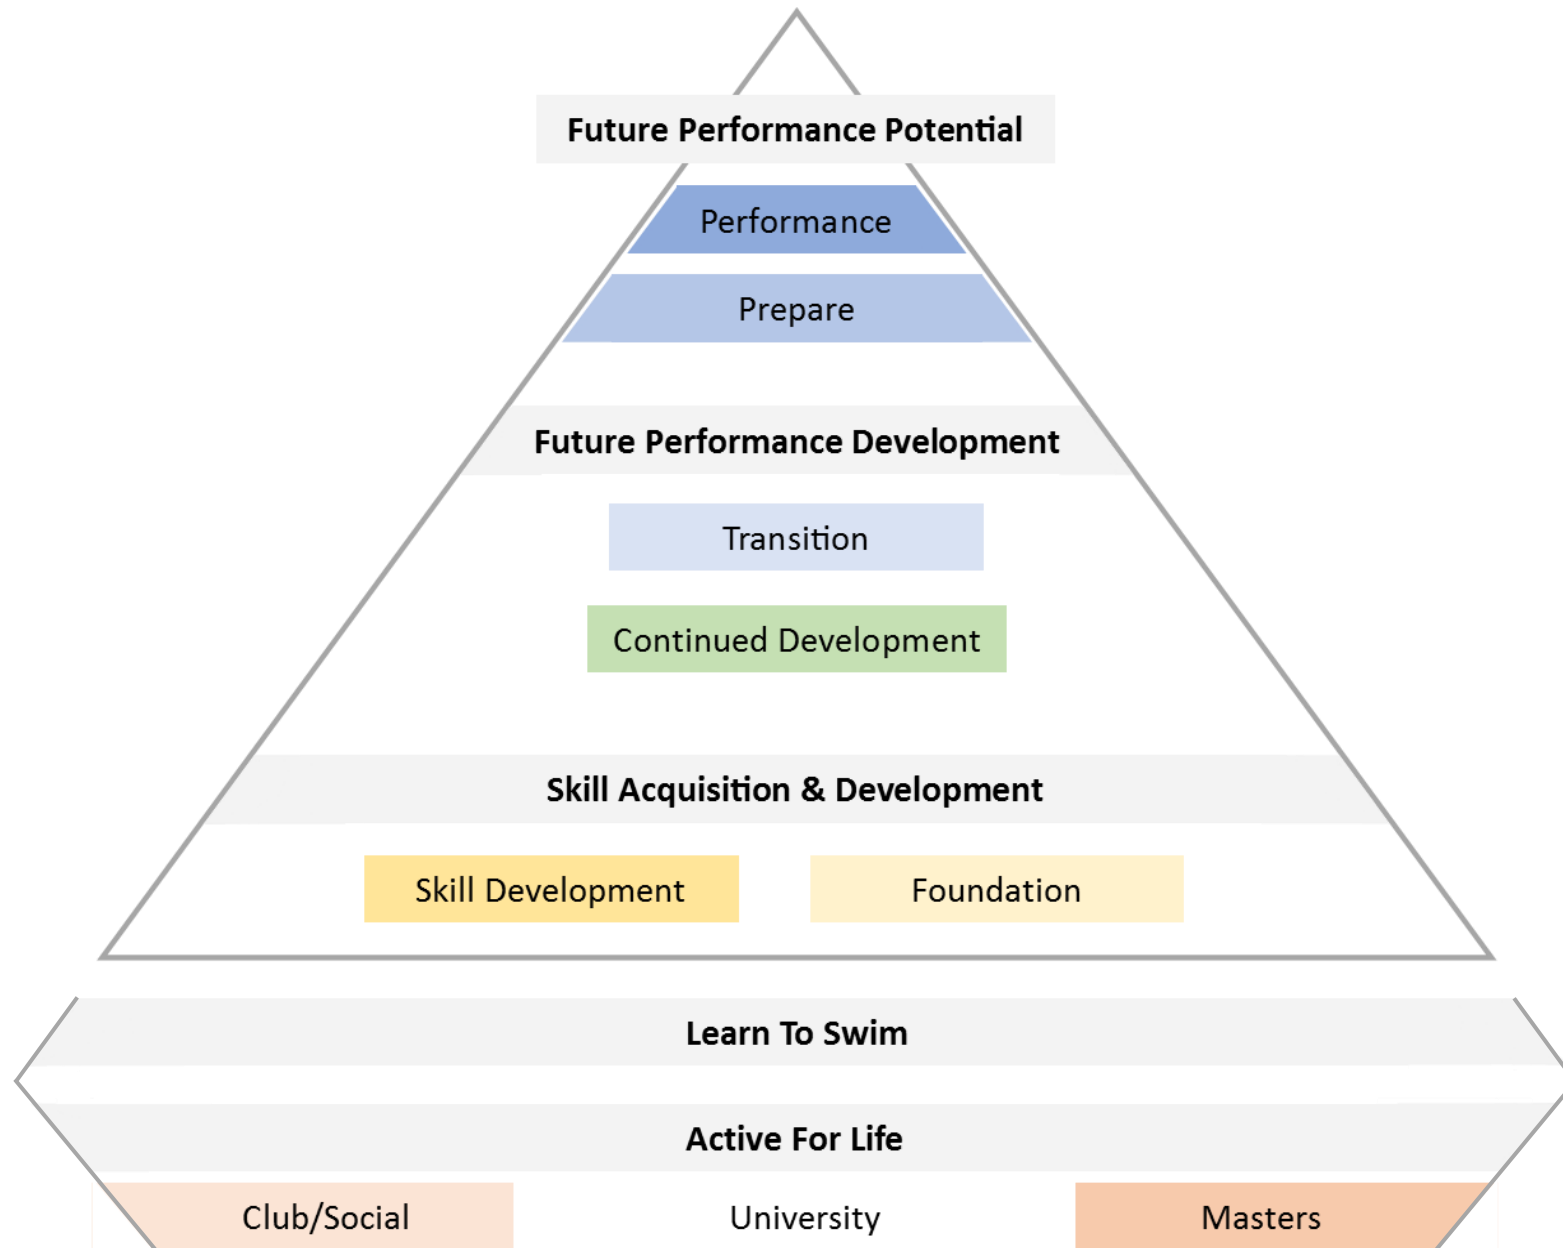 Future Performance Potential
Performance
Prepare
Future Performance Development
Transition
Continued Development
Skill Acquisition & Development
Skill Development
Foundation
Learn To Swim
Active For Life
Club/Social
University
Masters